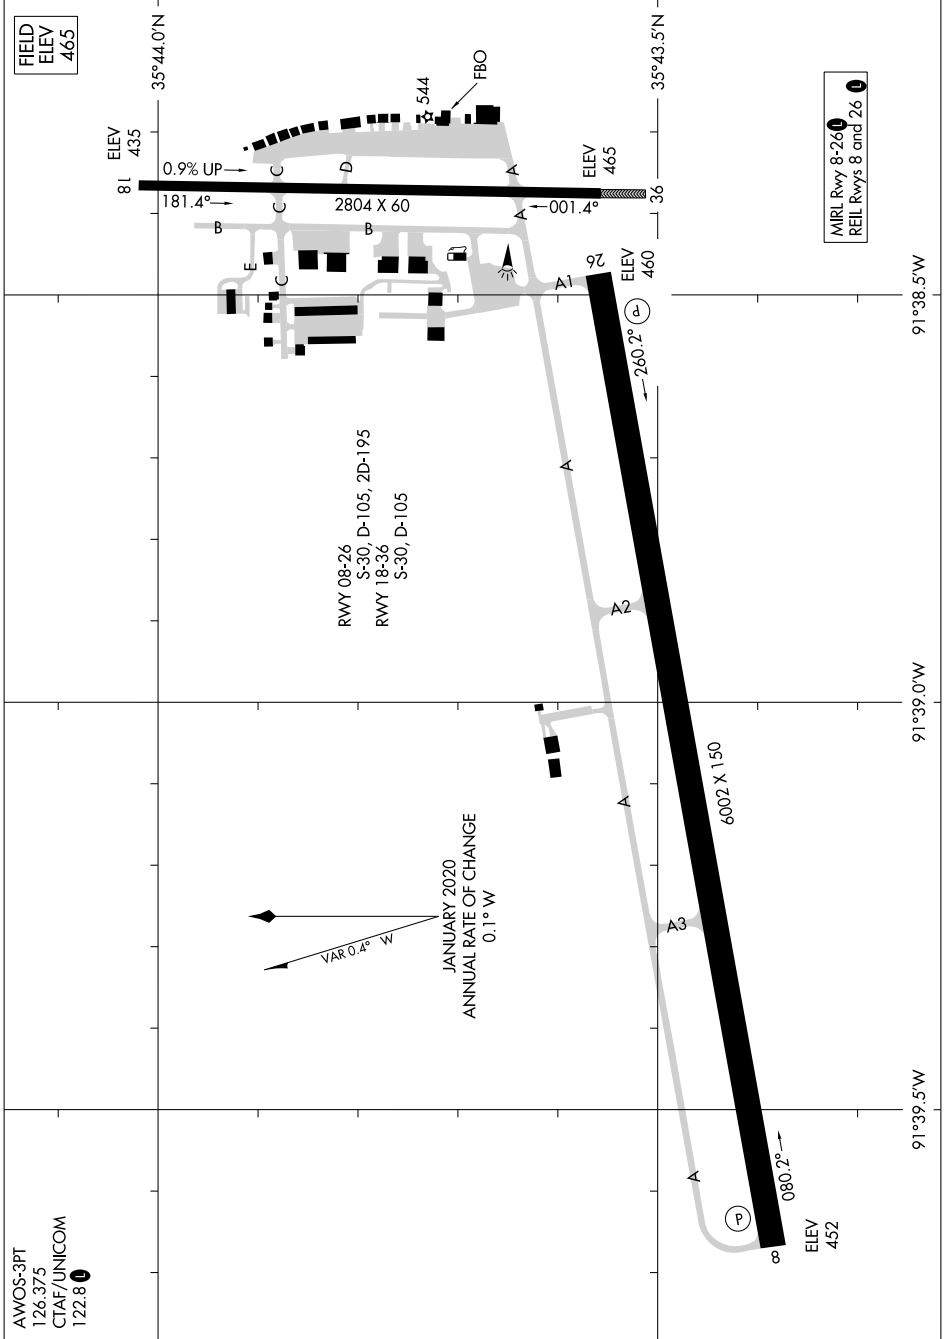 AWOS-3PT
126.375
CTAF/UNICOM
122.8 L
FIELD
ELEV
465
35°44.0'N
35°43.5'N
91°38.5'W
91°39.0'W
91°39.5'W
MIRL Rwy 8-26 L
REIL Rwys 8 and 26 L
ELEV
435
18
0.9% UP
181.4°
2804 X 60
001.4°
36
ELEV
465
544
FBO
A
A
B
B
C
C
C
D
E
A1
26
ELEV
460
P
260.2°
A
RWY 08-26
S-30, D-105, 2D-195
RWY 18-36
S-30, D-105
A2
6002 X 150
A
VAR 0.4° W
JANUARY 2020
ANNUAL RATE OF CHANGE
0.1° W
A3
A
P
080.2°
8
ELEV
452